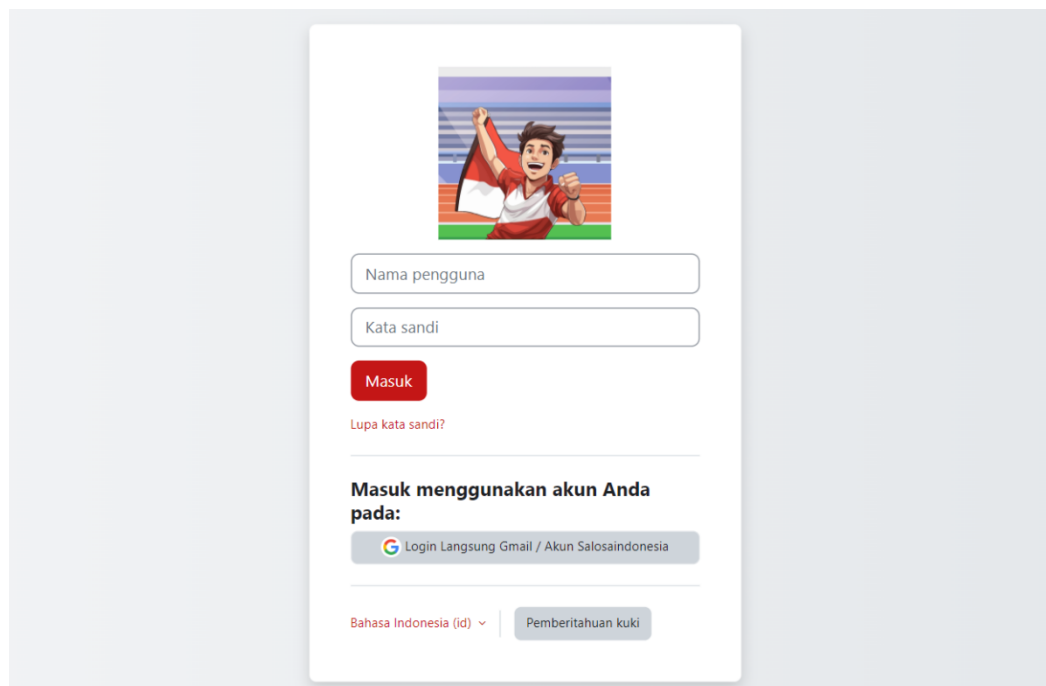 Nama pengguna
Kata sandi
Masuk
Lupa kata sandi?
Masuk menggunakan akun Anda
pada:
Login Langsung Gmail / Akun Salosaindonesia
Bahasa Indonesia (id)
Pemberitahuan kuki